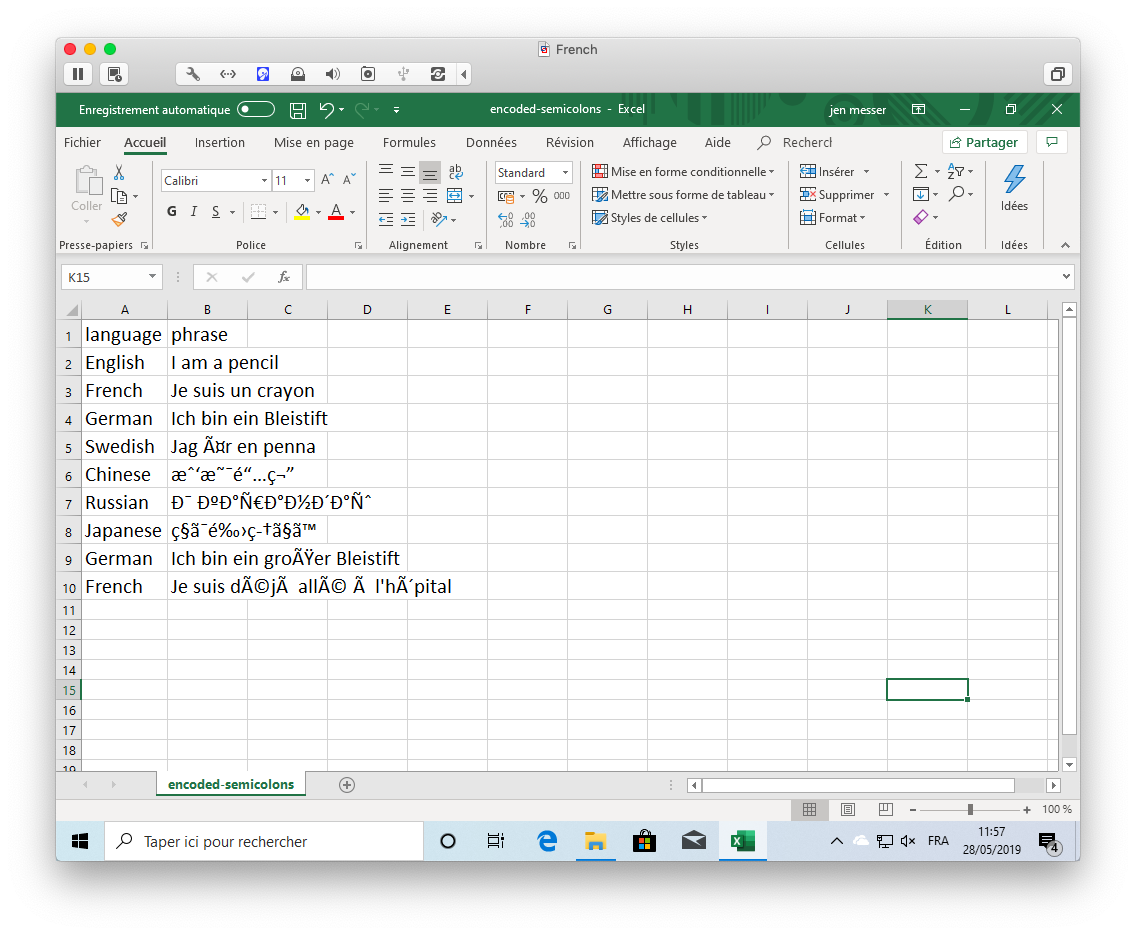 French
Enregistrement automatique
encoded-semicolons - Excel
jen messer
Fichier Accueil Insertion Mise en page Formules Données Révision Affichage Aide Recherch
Partager
Coller
Presse-papiers
Calibri 11
G I S
Police
Alignement
Standard
% 000
Nombre
Mise en forme conditionnelle
Mettre sous forme de tableau
Styles de cellules
Styles
Insérer
Supprimer
Format
Cellules
Édition
Idées
Idées
K15
fx
A B C D E F G H I J K L
1 language phrase
2 English I am a pencil
3 French Je suis un crayon
4 German Ich bin ein Bleistift
5 Swedish Jag Ã¤r en penna
6 Chinese æˆ‘æ˜¯é“…ç¬”
7 Russian Ð¯ ÐºÐ°Ñ€Ð°Ð½Ð´Ð°Ñˆ
8 Japanese ç§ã¯é‰›ç­†ã§ã™
9 German Ich bin ein groÃŸer Bleistift
10 French Je suis dÃ©jÃ  allÃ© Ã  l'hÃ´pital
11
12
13
14
15
16
17
18
19
encoded-semicolons
100 %
Taper ici pour rechercher
FRA
11:57
28/05/2019
4